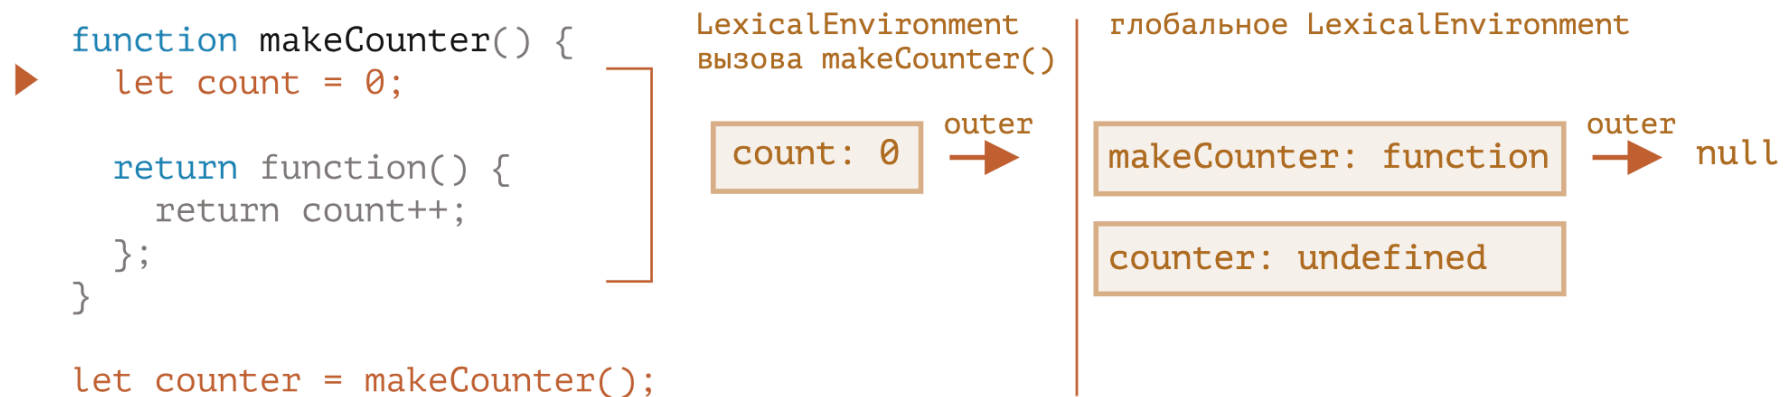 function makeCounter() {
let count = 0;
return function() {
return count++;
};
}
let counter = makeCounter();
LexicalEnvironment
вызова makeCounter()
count: 0
outer
глобальное LexicalEnvironment
makeCounter: function
outer
null
counter: undefined